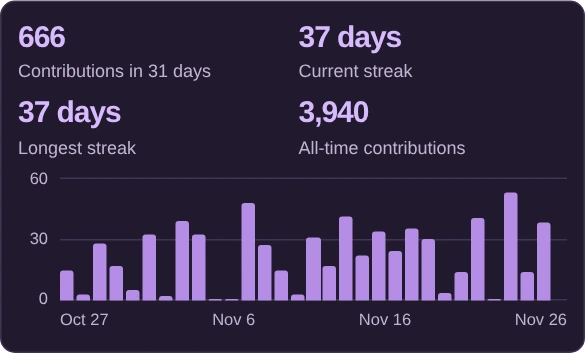 666
Contributions in 31 days
37 days
Current streak
37 days
Longest streak
3,940
All-time contributions
60
30
0
Oct 27
Nov 6
Nov 16
Nov 26